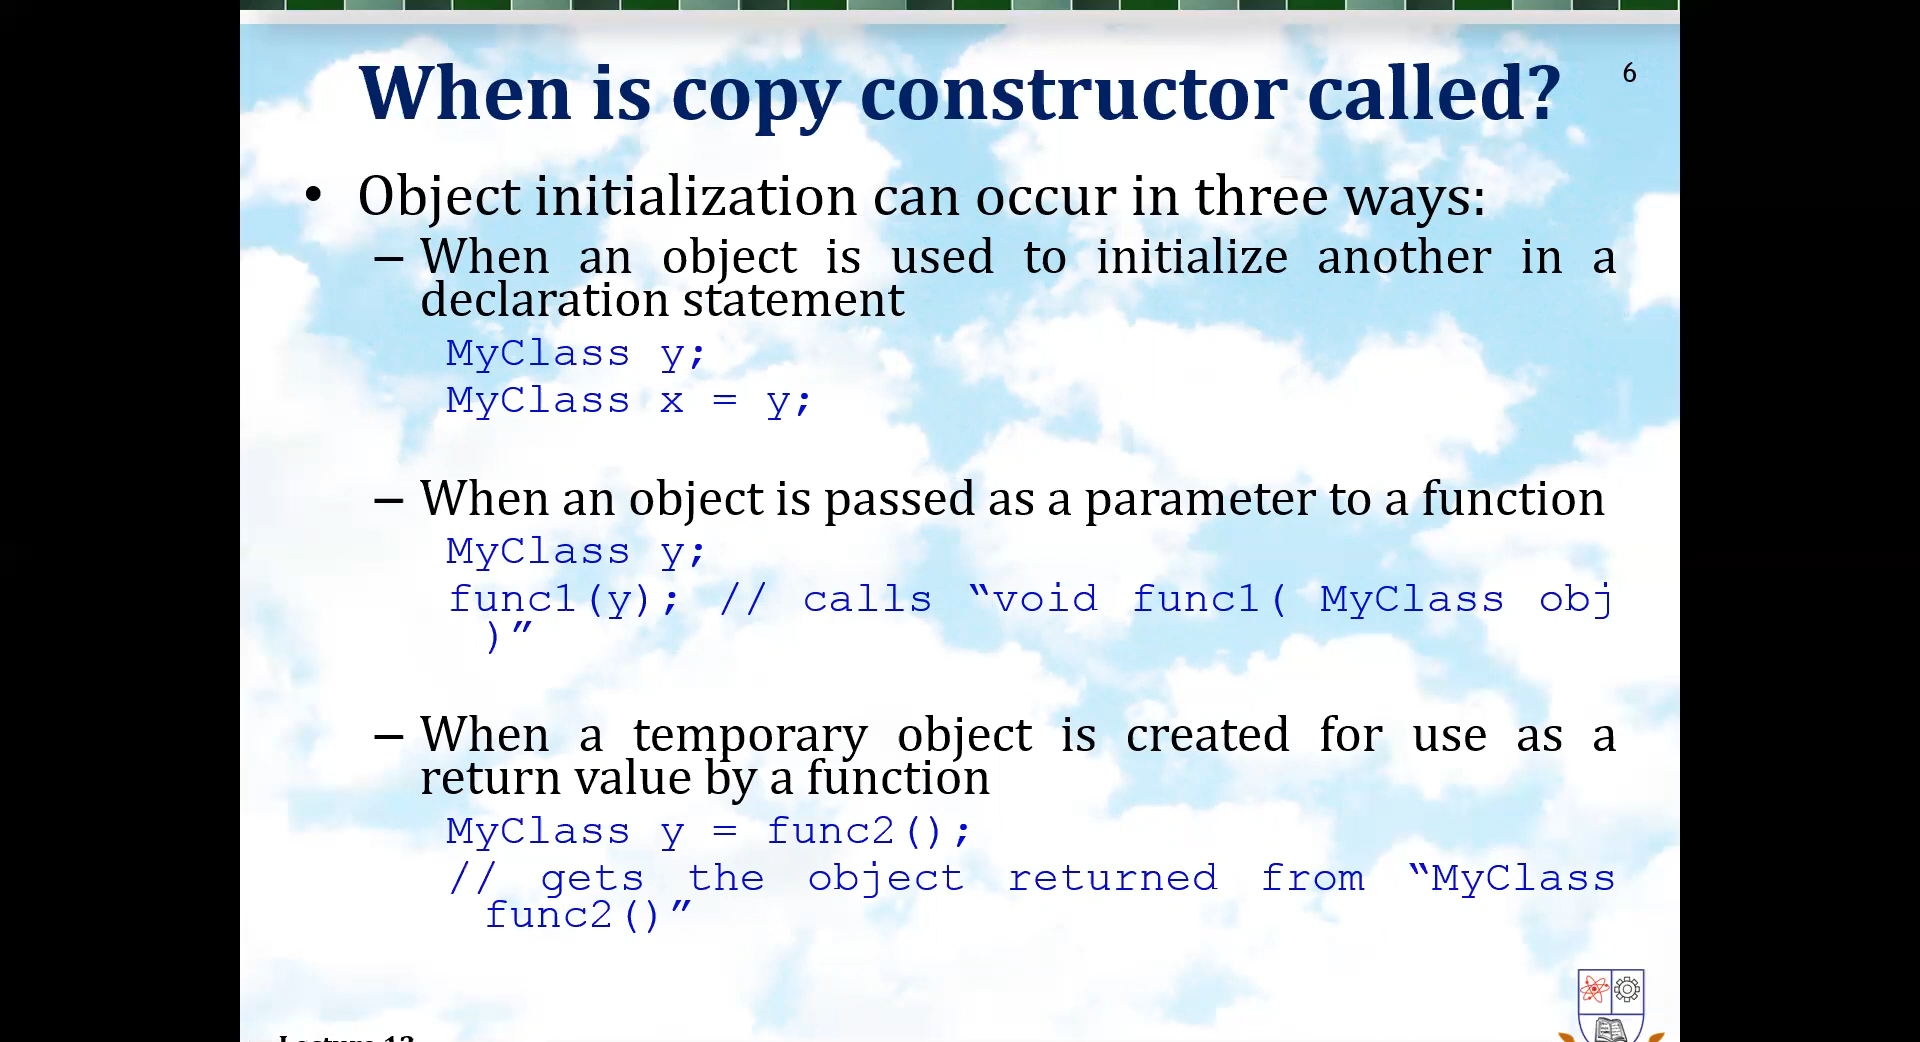 When is copy constructor called?
6
• Object initialization can occur in three ways:
– When an object is used to initialize another in a
declaration statement
MyClass y;
MyClass x = y;
– When an object is passed as a parameter to a function
MyClass y;
func1(y); // calls “void func1( MyClass obj
)”
– When a temporary object is created for use as a
return value by a function
MyClass y = func2();
// gets the object returned from “MyClass
func2()”